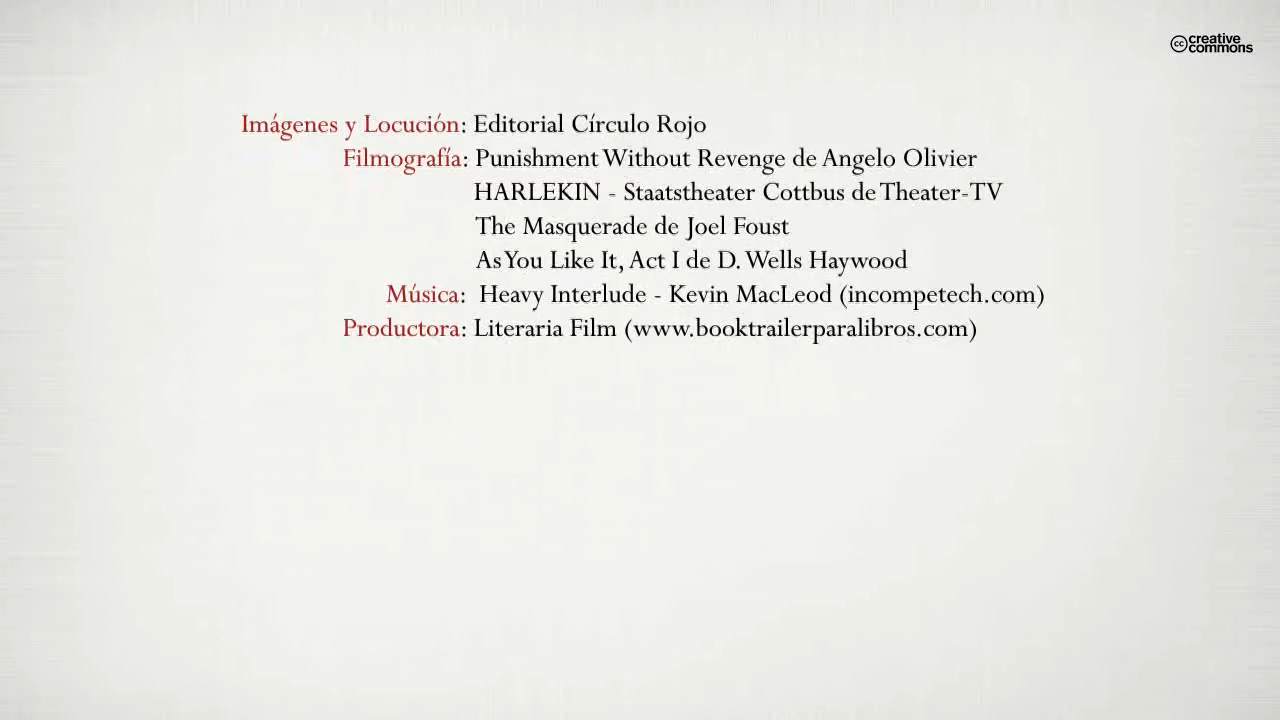 cc creative
commons
Imágenes y Locución: Editorial Círculo Rojo
Filmografía: Punishment Without Revenge de Angelo Olivier
HARLEKIN - Staatstheater Cottbus de Theater-TV
The Masquerade de Joel Foust
As You Like It, Act I de D. Wells Haywood
Música: Heavy Interlude - Kevin MacLeod (incompetech.com)
Productora: Literaria Film (www.booktrailerparalibros.com)